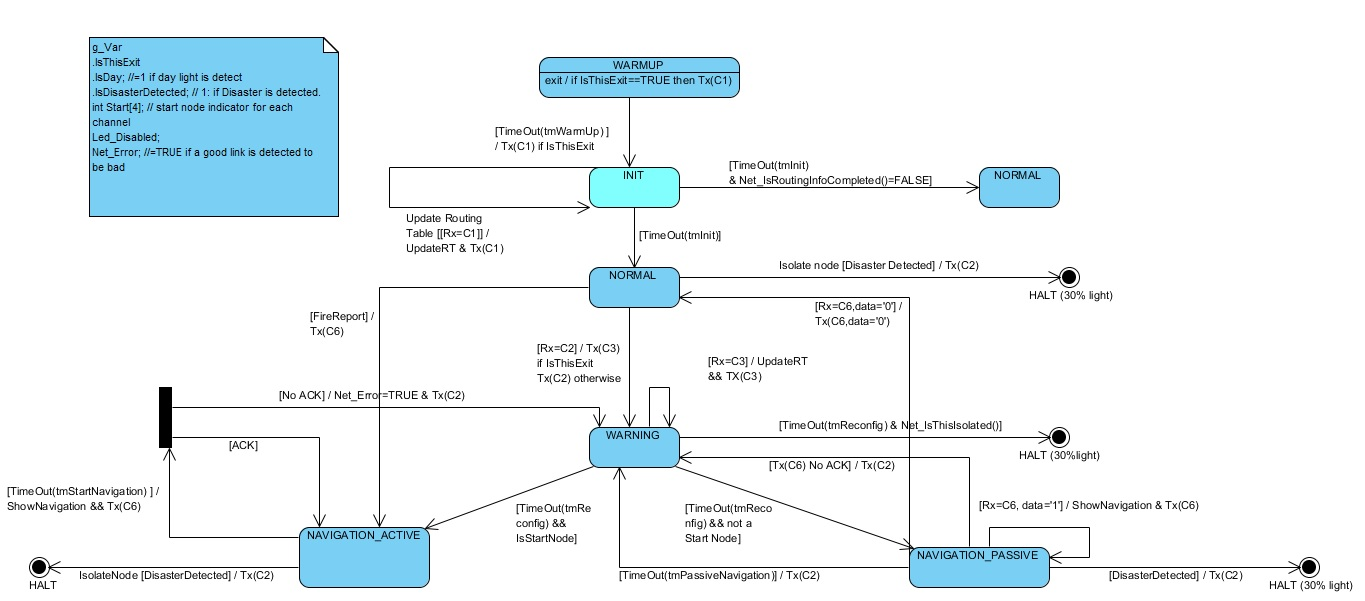 g_Var
.IsThisExit
.IsDay; //=1 if day light is detect
.IsDisasterDetected; // 1: if Disaster is detected.
int Start[4]; // start node indicator for each
channel
Led_Disabled;
Net_Error; //=TRUE if a good link is detected to
be bad
WARMUP
exit / if IsThisExit==TRUE then Tx(C1)
[TimeOut(tmWarmUp) ]
/ Tx(C1) if IsThisExit
INIT
[TimeOut(tmInit)
& Net_IsRoutingInfoCompleted()=FALSE]
NORMAL
Update Routing
Table [[Rx=C1]] /
UpdateRT & Tx(C1)
[TimeOut(tmInit)]
NORMAL
Isolate node [Disaster Detected] / Tx(C2)
HALT (30% light)
[FireReport] /
Tx(C6)
[Rx=C6,data='0'] /
Tx(C6,data='0')
[Rx=C2] / Tx(C3)
if IsThisExit
Tx(C2) otherwise
[Rx=C3] / UpdateRT
&& TX(C3)
[No ACK] / Net_Error=TRUE & Tx(C2)
[ACK]
WARNING
[TimeOut(tmReconfig) & Net_IsThisIsolated()]
HALT (30%light)
[Tx(C6) No ACK] / Tx(C2)
[TimeOut(tmStartNavigation) ] /
ShowNavigation && Tx(C6)
[TimeOut(tmRe
config) &&
IsStartNode]
[TimeOut(tmReco
nfig) && not a
Start Node]
[Rx=C6, data='1'] / ShowNavigation & Tx(C6)
NAVIGATION_ACTIVE
NAVIGATION_PASSIVE
IsolateNode [DisasterDetected] / Tx(C2)
HALT
[TimeOut(tmPassiveNavigation)] / Tx(C2)
[DisasterDetected] / Tx(C2)
HALT (30% light)